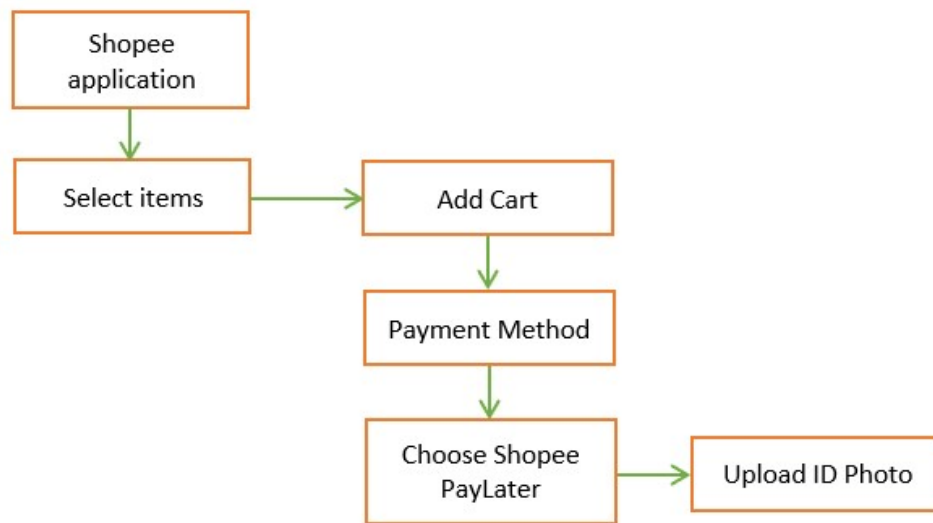 Shopee
application
Select items
Add Cart
Payment Method
Choose Shopee
PayLater
Upload ID Photo